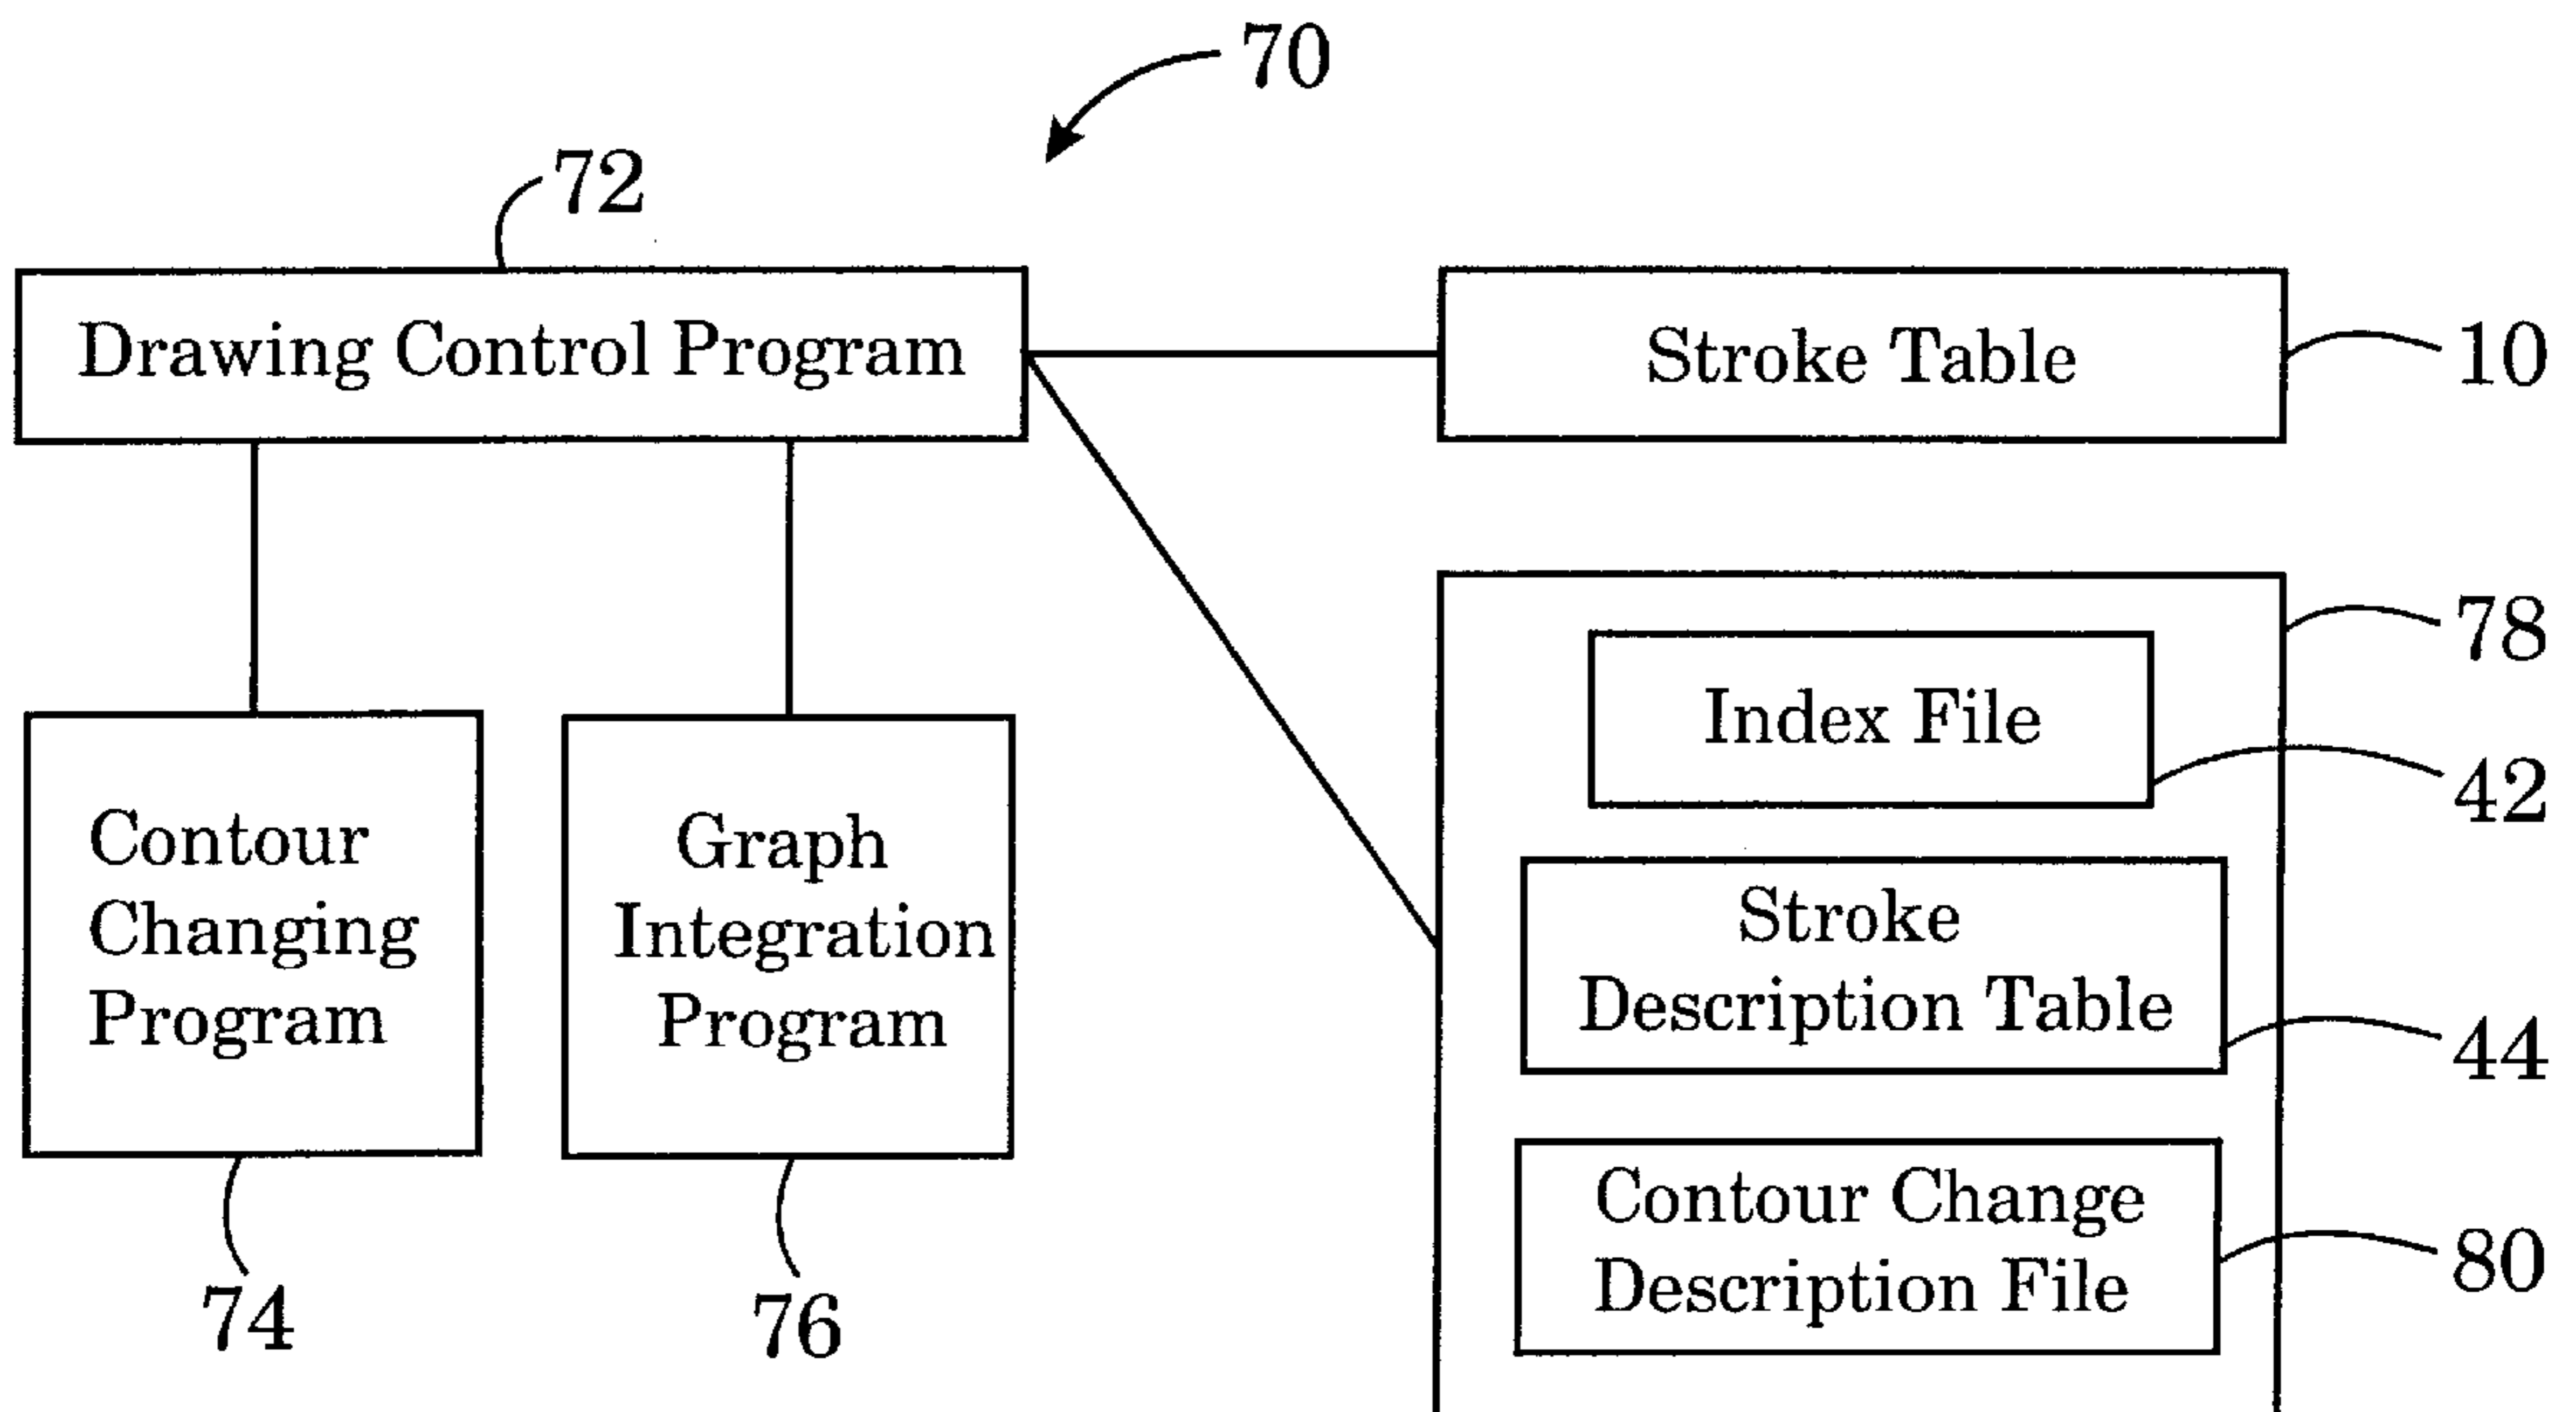 70
72
Drawing Control Program
Stroke Table
10
78
Index File
42
Contour
Changing
Program
Graph
Integration
Program
Stroke
Description Table
44
Contour Change
Description File
80
74
76